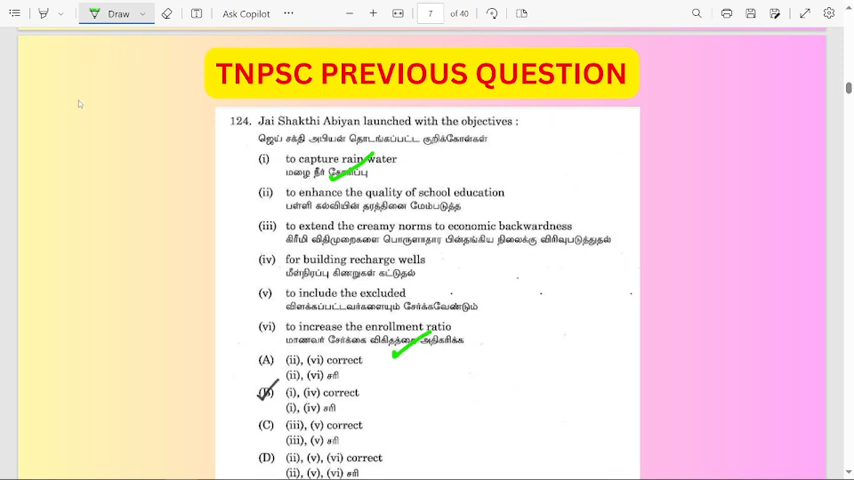 Draw
Ask Copilot
7 of 40
TNPSC PREVIOUS QUESTION
124. Jai Shakthi Abiyan launched with the objectives :
ஜெய் சக்தி அபியன் தொடங்கப்பட்ட குறிக்கோள்கள்
(i) to capture rain water
மழை நீர் சேமிப்பு
(ii) to enhance the quality of school education
பள்ளி கல்வியின் தரத்தினை மேம்படுத்த
(iii) to extend the creamy norms to economic backwardness
கிரீமி விதிமுறைகளை பொருளாதார பின்தங்கிய நிலைக்கு விரிவுபடுத்துதல்
(iv) for building recharge wells
மீள்நிரப்பு கிணறுகள் கட்டுதல்
(v) to include the excluded
விலக்கப்பட்டவர்களையும் சேர்க்கவேண்டும்
(vi) to increase the enrollment ratio
மாணவர் சேர்க்கை விகிதத்தை அதிகரிக்க
(A) (ii), (vi) correct
(ii), (vi) சரி
(B) (i), (iv) correct
(i), (iv) சரி
(C) (iii), (v) correct
(iii), (v) சரி
(D) (ii), (v), (vi) correct
(ii), (v), (vi) சரி